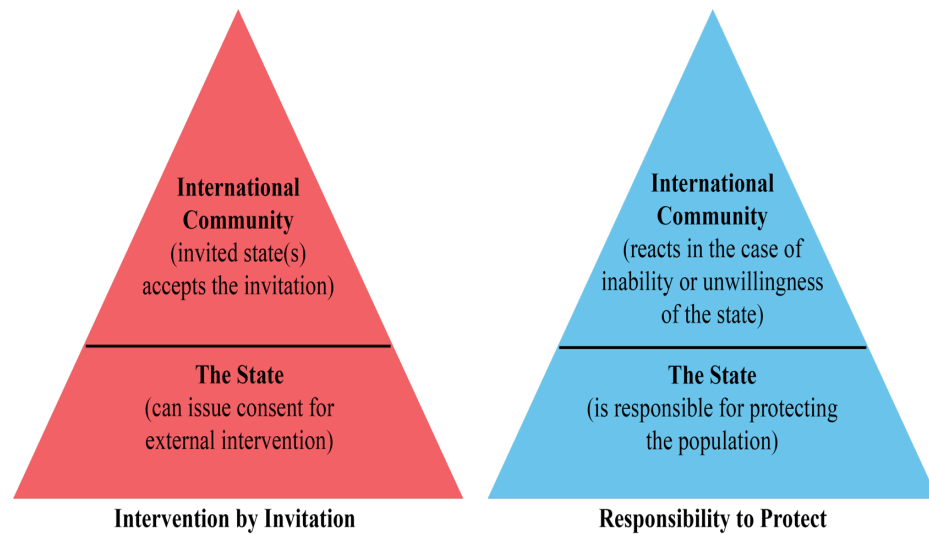 International
Community
(invited state(s)
accepts the invitation)
The State
(can issue consent for
external intervention)
Intervention by Invitation
International
Community
(reacts in the case of
inability or unwillingness
of the state)
The State
(is responsible for protecting
the population)
Responsibility to Protect